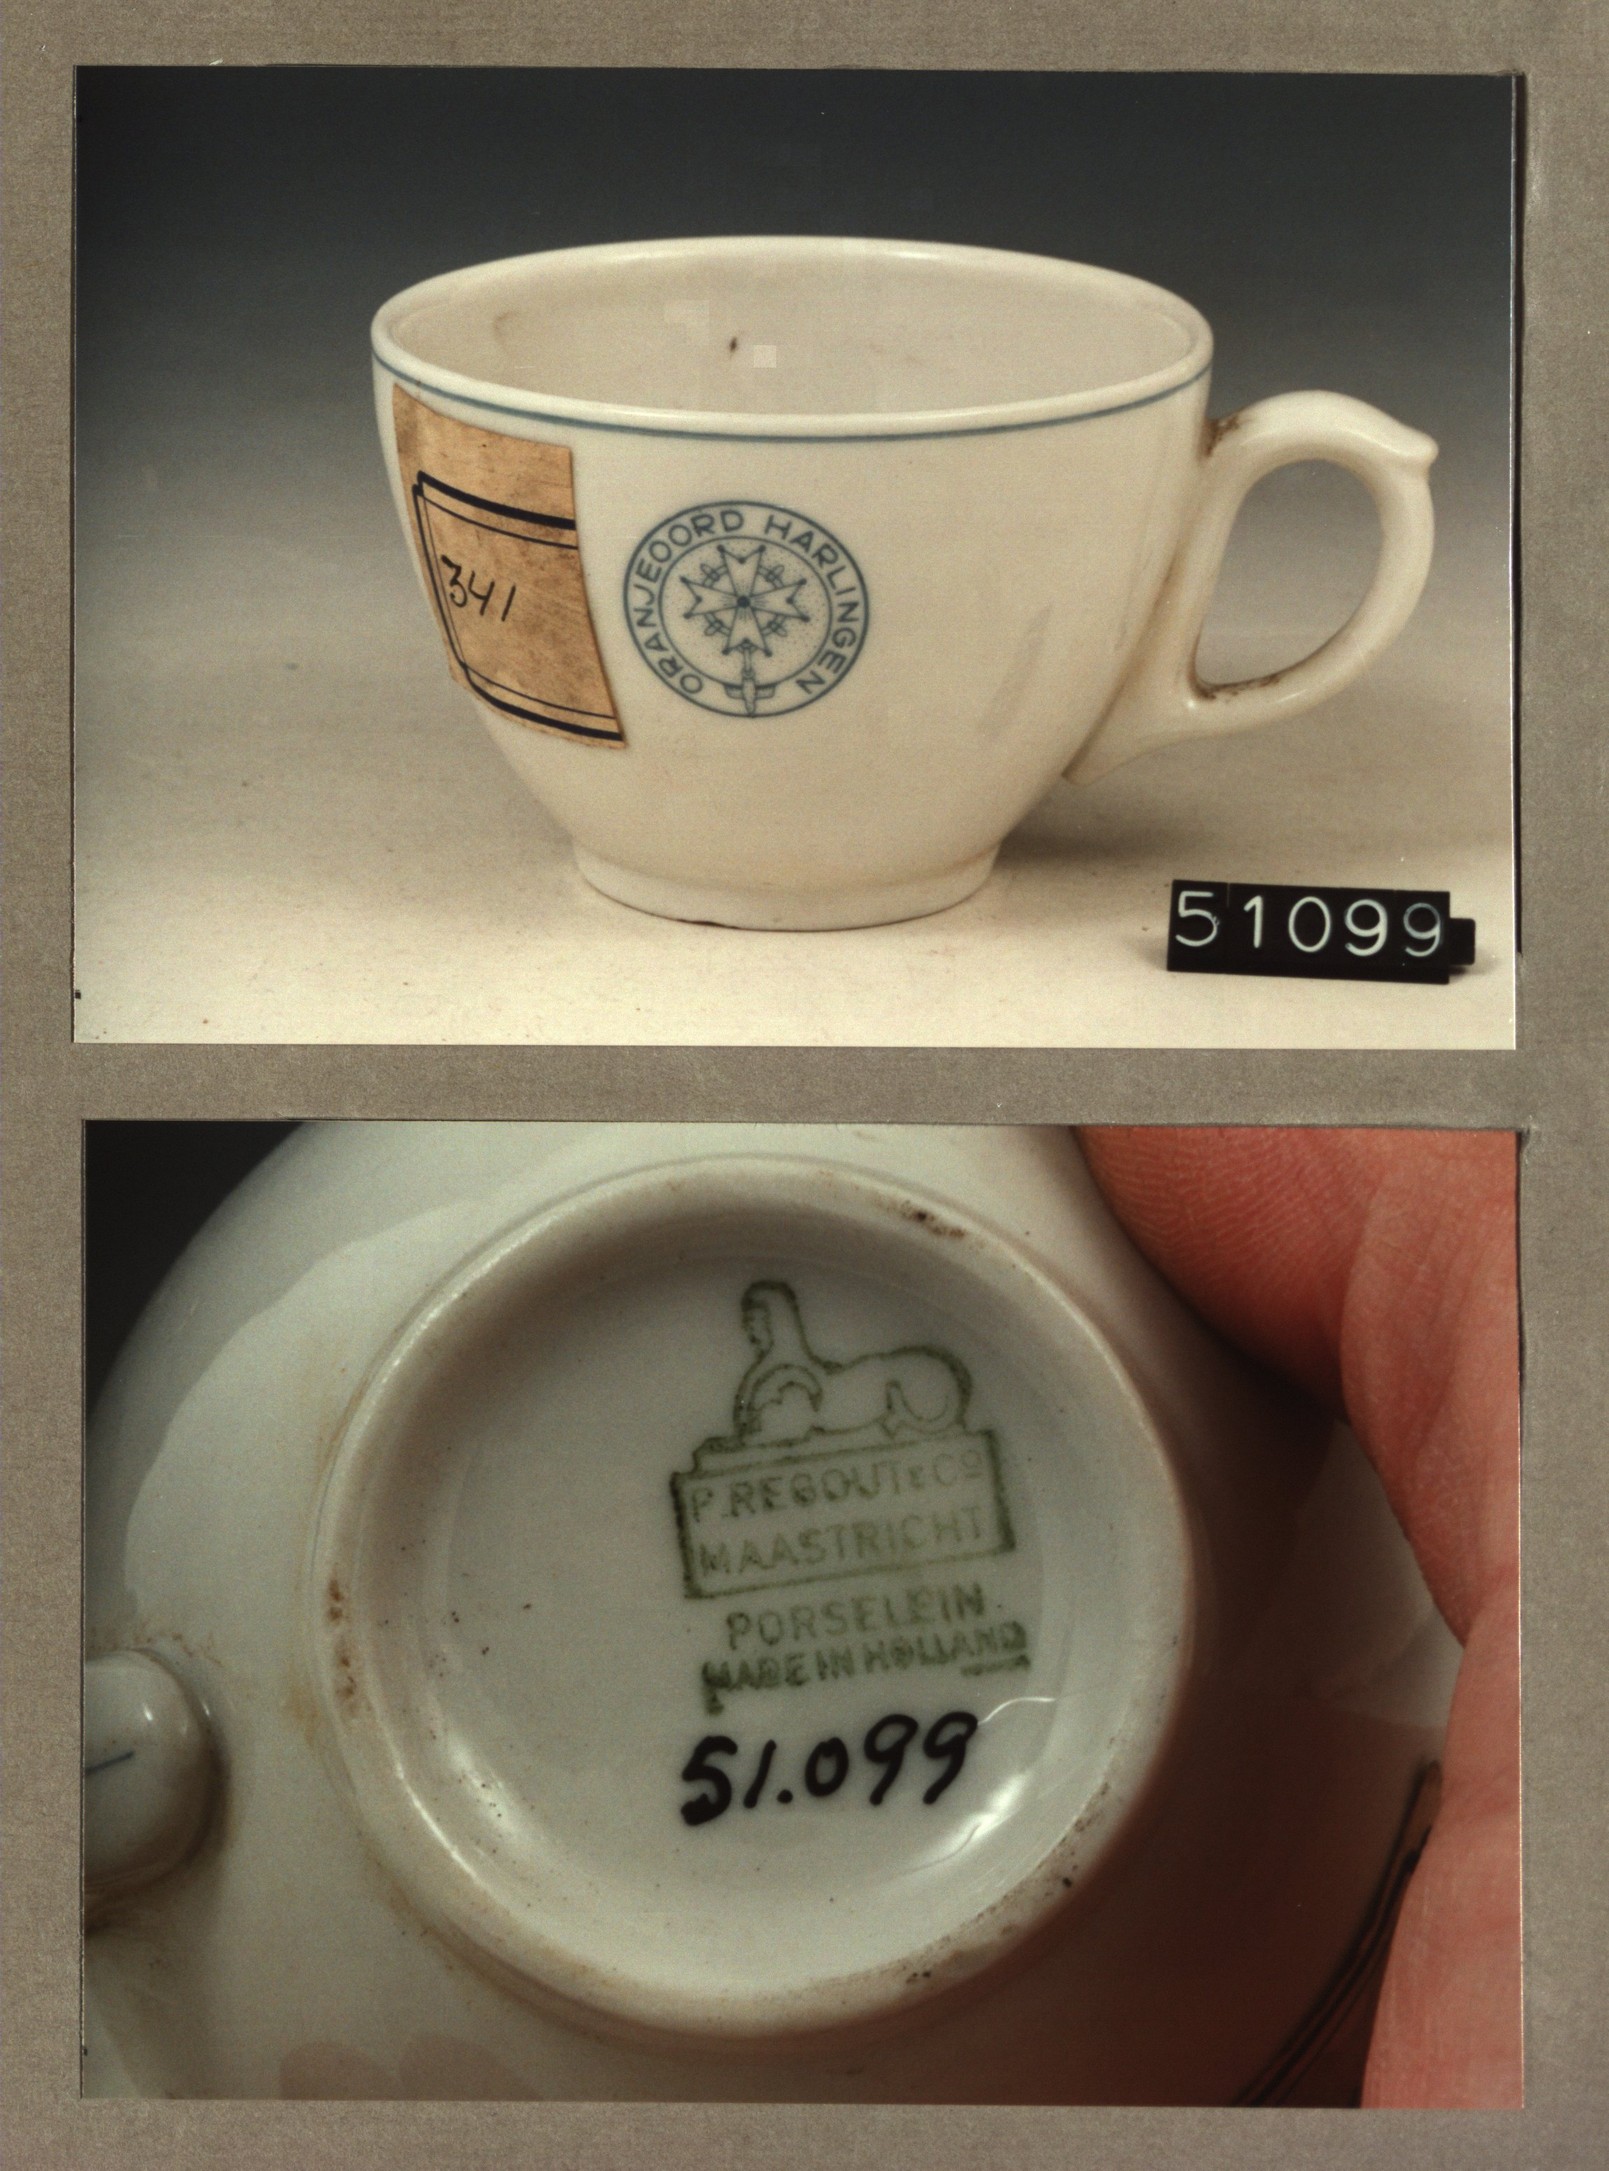 341
ORANJEOORD HARLINGEN
51099
P. REGOUT & Co
MAASTRICHT
PORSELEIN
MADE IN HOLLAND
51.099